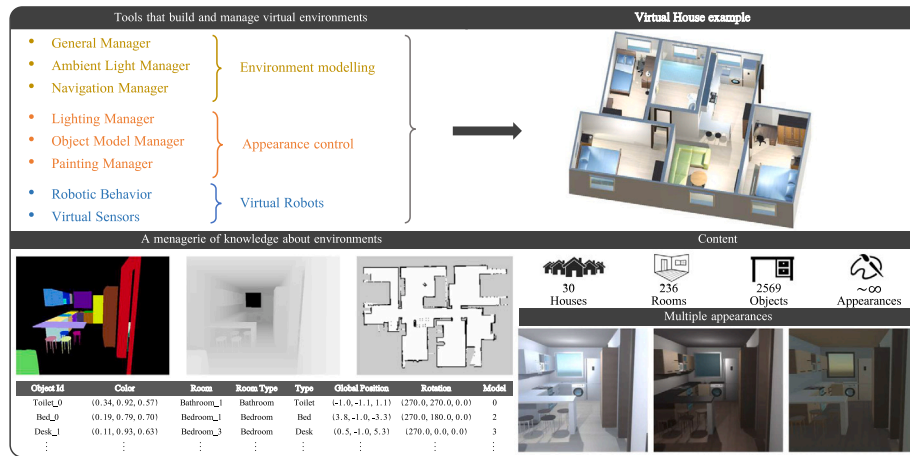 Tools that build and manage virtual environments
Virtual House example
• General Manager
• Ambient Light Manager
• Navigation Manager
Environment modelling
• Lighting Manager
• Object Model Manager
• Painting Manager
Appearance control
• Robotic Behavior
• Virtual Sensors
Virtual Robots
A menagerie of knowledge about environments
Object Id Color Room Room Type Type Global Position Rotation Model
Toilet_0 (0.34, 0.92, 0.57) Bathroom_1 Bathroom Toilet (-1.0, -1.1, 1.1) (270.0, 270.0, 0.0) 0
Bed_0 (0.19, 0.79, 0.70) Bedroom_1 Bedroom Bed (3.8, -1.0, -3.3) (270.0, 180.0, 0.0) 2
Desk_1 (0.11, 0.93, 0.63) Bedroom_3 Bedroom Desk (0.5, -1.0, 5.3) (270.0, 0.0, 0.0) 3
⋮ ⋮ ⋮ ⋮ ⋮ ⋮ ⋮ ⋮
Content
30 236 2569 ~∞
Houses Rooms Objects Appearances
Multiple appearances